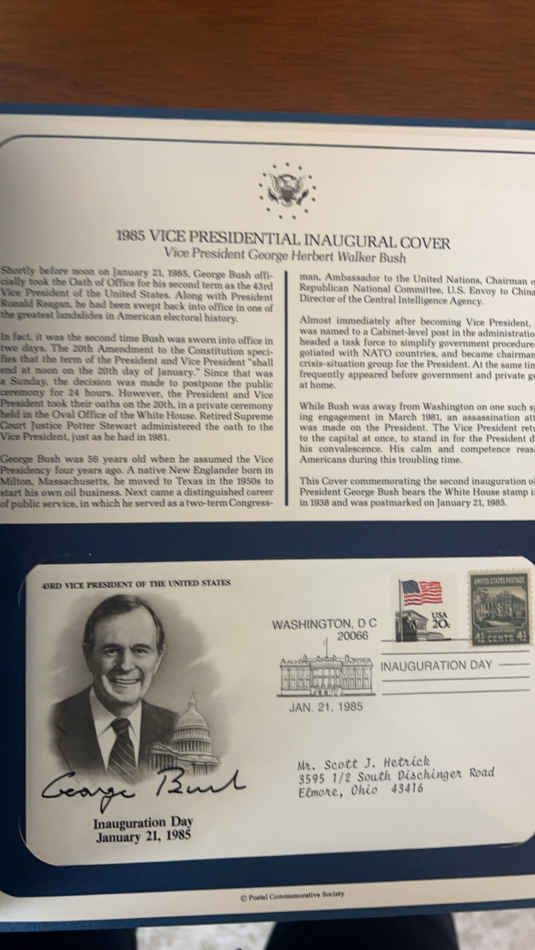 1985 VICE PRESIDENTIAL INAUGURAL COVER
Vice President George Herbert Walker Bush
Shortly before noon on January 21, 1985, George Bush offi-
cially took the Oath of Office for his second term as the 43rd
Vice President of the United States. Along with President
Ronald Reagan, he had been swept back into office in one of
the greatest landslides in American electoral history.
In fact, it was the second time Bush was sworn into office in
two days. The 20th Amendment to the Constitution speci-
fies that the term of the President and Vice President "shall
end at noon on the 20th day of January." Since that was
a Sunday, the decision was made to postpone the public
ceremony for 24 hours. However, the President and Vice
President took their oaths on the 20th, in a private ceremony
held in the Oval Office of the White House. Retired Supreme
Court Justice Potter Stewart administered the oath to the
Vice President, just as he had in 1981.
George Bush was 56 years old when he assumed the Vice
Presidency four years ago. A native New Englander born in
Milton, Massachusetts, he moved to Texas in the 1950s to
start his own oil business. Next came a distinguished career
of public service, in which he served as a two-term Congress-
man, Ambassador to the United Nations, Chairman
Republican National Committee, U.S. Envoy to China
Director of the Central Intelligence Agency.
Almost immediately after becoming Vice President,
was named to a Cabinet-level post in the administratio
headed a task force to simplify government procedure
gotiated with NATO countries, and became chairman
crisis-situation group for the President. At the same tim
frequently appeared before government and private g
at home.
While Bush was away from Washington on one such s
ing engagement in March 1981, an assassination att
was made on the President. The Vice President retu
to the capital at once, to stand in for the President d
his convalescence. His calm and competence reas
Americans during this troubling time.
This Cover commemorating the second inauguration o
President George Bush bears the White House stamp i
in 1938 and was postmarked on January 21, 1985.
43RD VICE PRESIDENT OF THE UNITED STATES
WASHINGTON, D C
20066
INAUGURATION DAY
JAN. 21, 1985
USA
20c
UNITED STATES POSTAGE
4½ CENTS 4½
Mr. Scott J. Hetrick
3595 1/2 South Dischinger Road
Elmore, Ohio 43416
George Bush
Inauguration Day
January 21, 1985
© Postal Commemorative Society